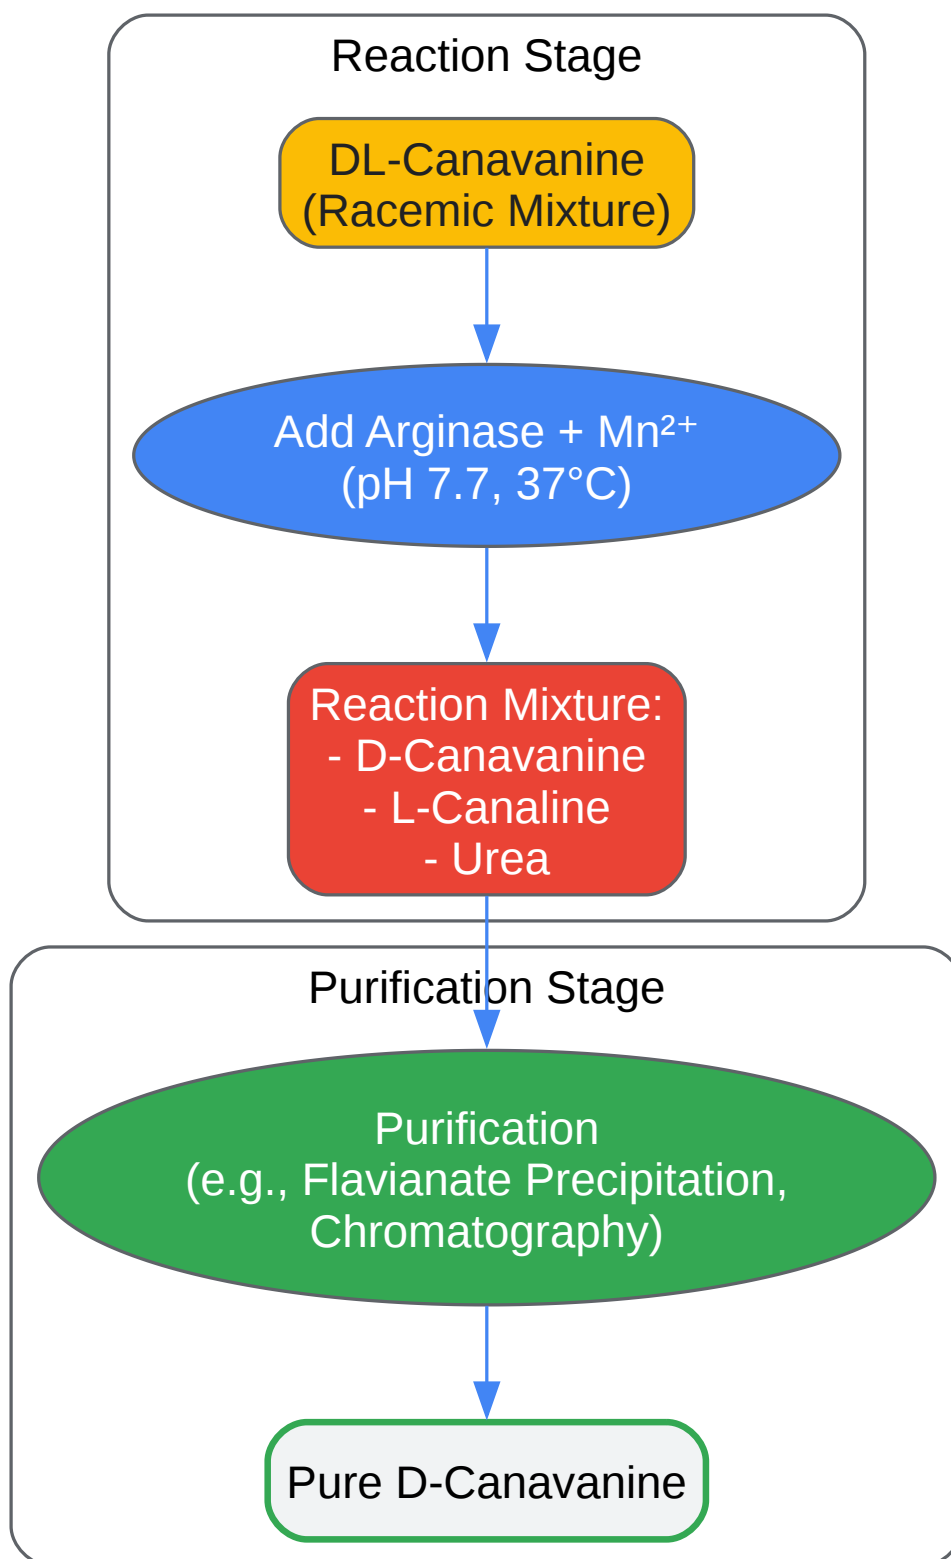 Reaction Stage
DL-Canavanine
(Racemic Mixture)
Add Arginase + Mn²⁺
(pH 7.7, 37°C)
Reaction Mixture:
- D-Canavanine
- L-Canaline
- Urea
Purification Stage
Purification
(e.g., Flavianate Precipitation,
Chromatography)
Pure D-Canavanine